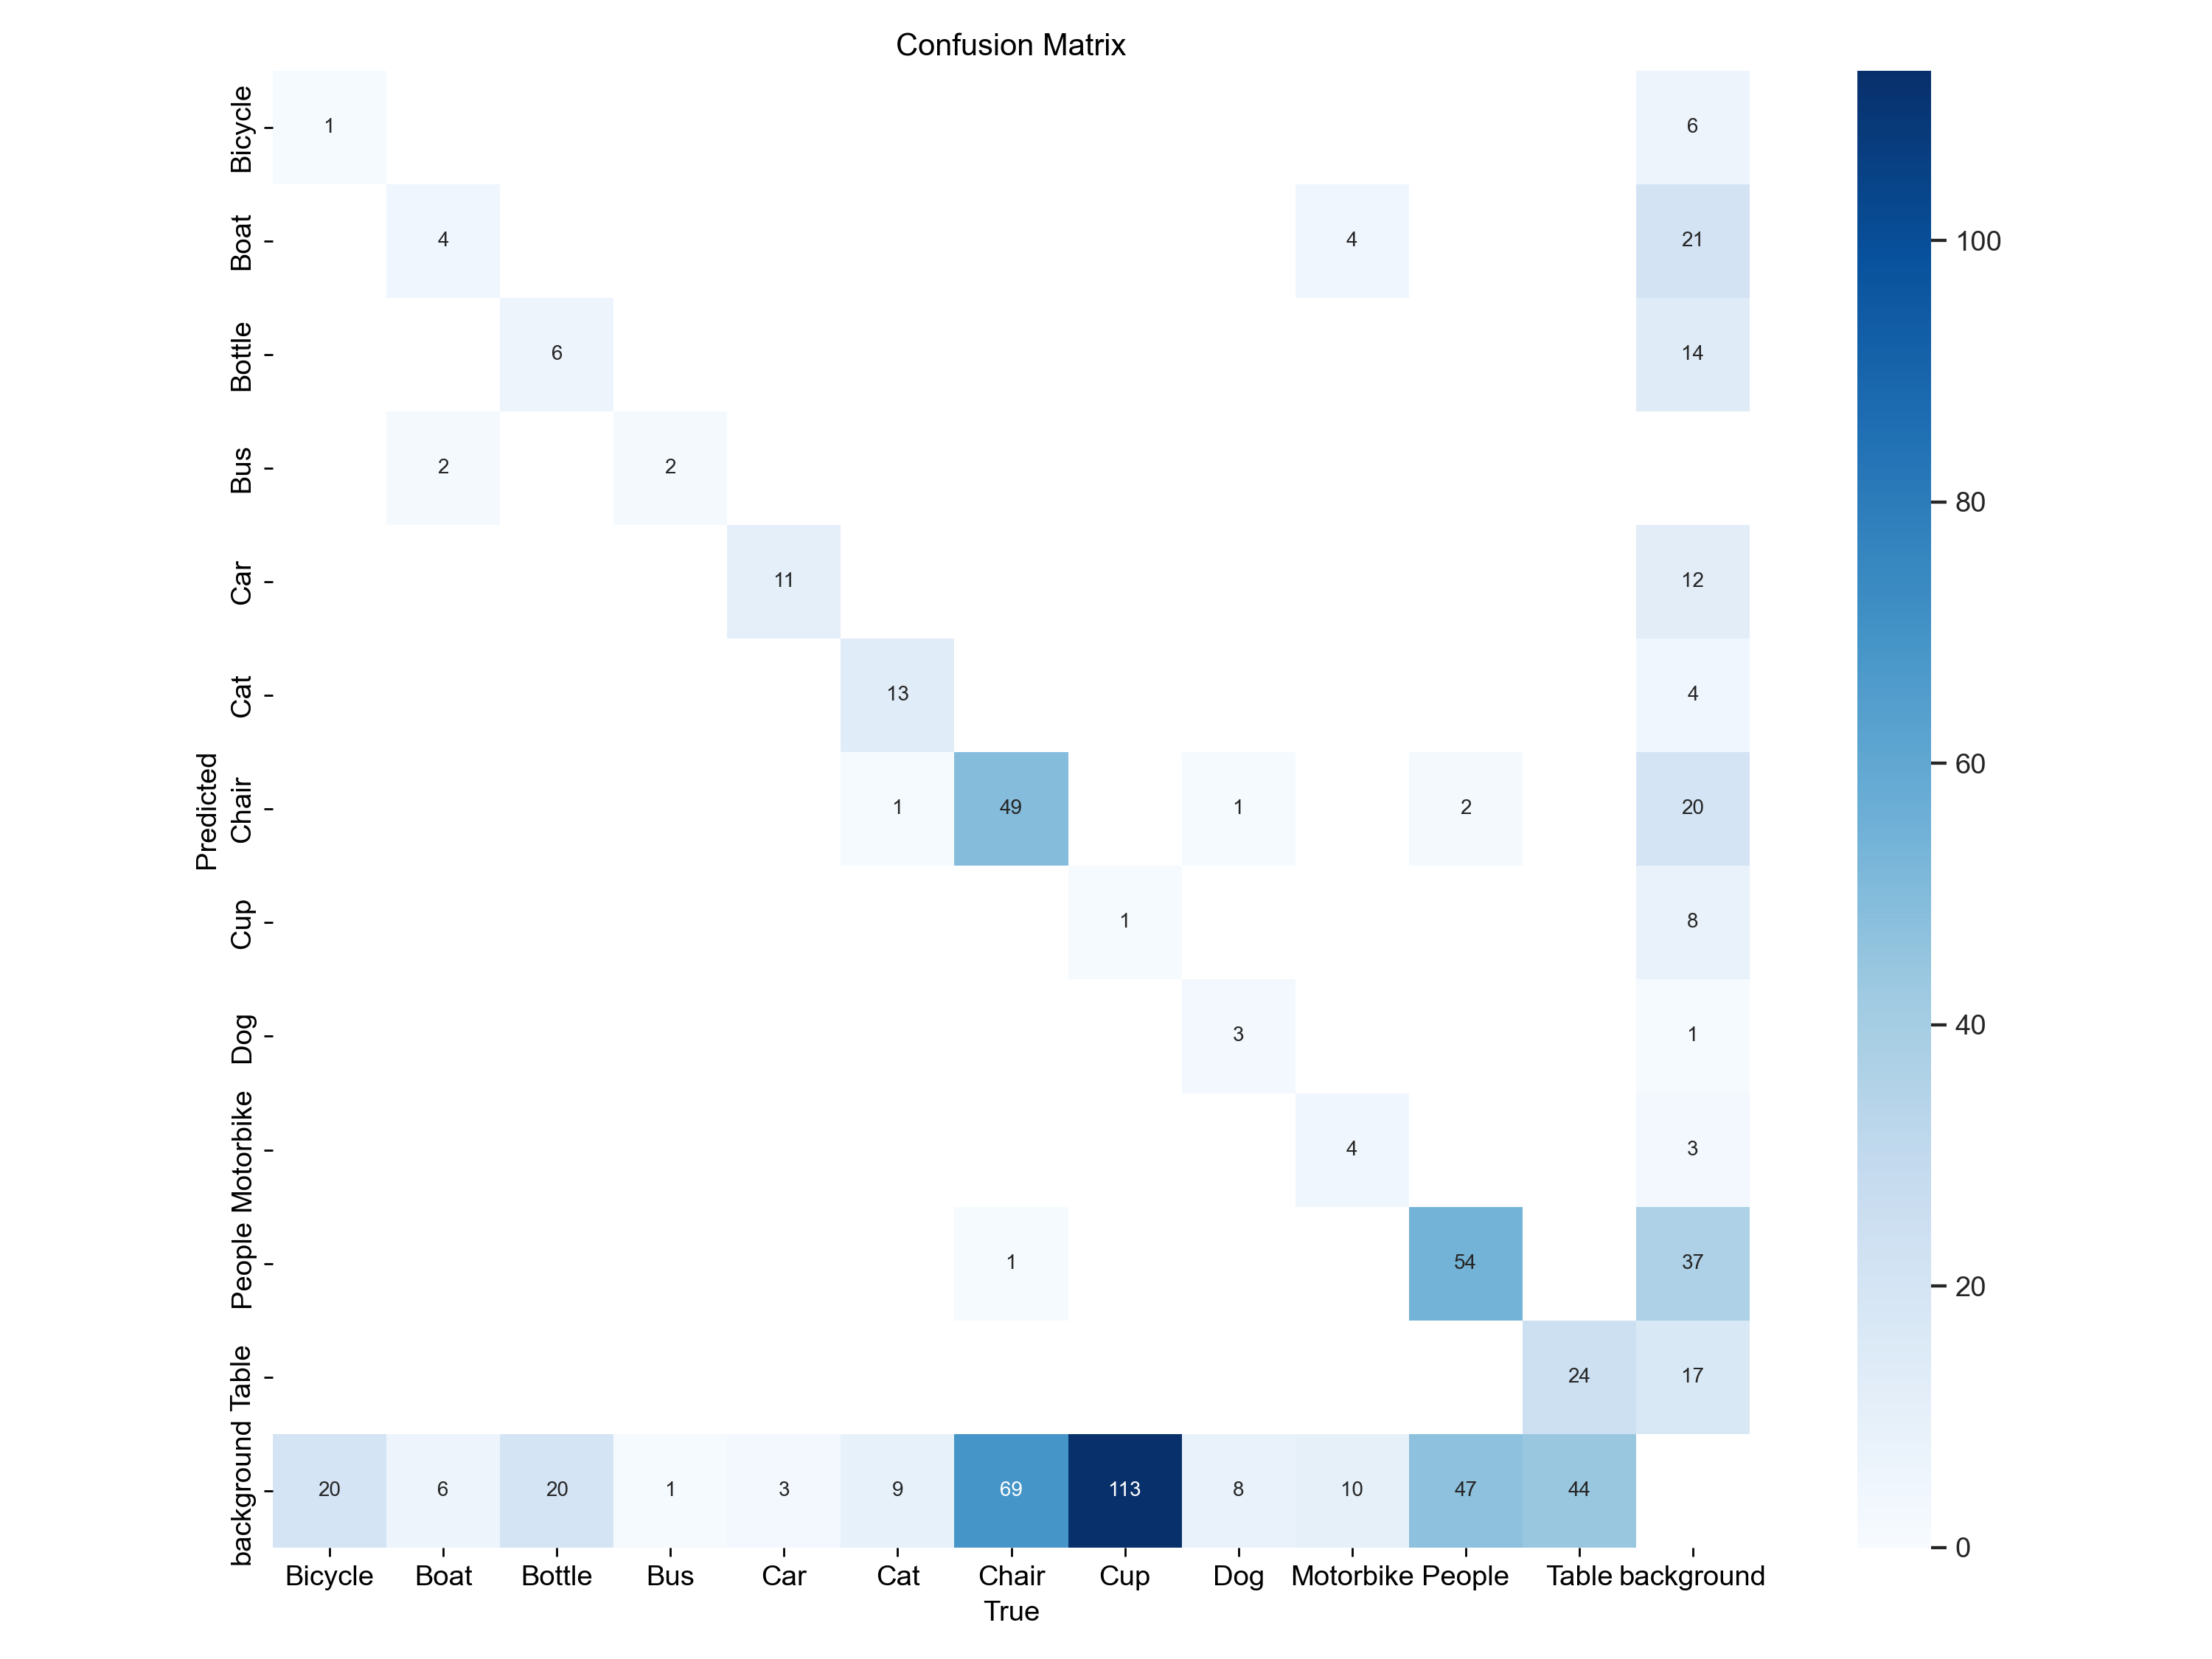 Confusion Matrix
Bicycle 1 6
Boat 4 4 21 100
Bottle 6 14
Bus 2 2 80
Car 11 12
Cat 13 4
Predicted
Chair 1 49 1 2 20 60
Cup 1 8
Dog 3 1 40
Motorbike 4 3
People 1 54 37 20
Table 24 17
background 20 6 20 1 3 9 69 113 8 10 47 44 0
Bicycle Boat Bottle Bus Car Cat Chair Cup Dog Motorbike People Table background
True